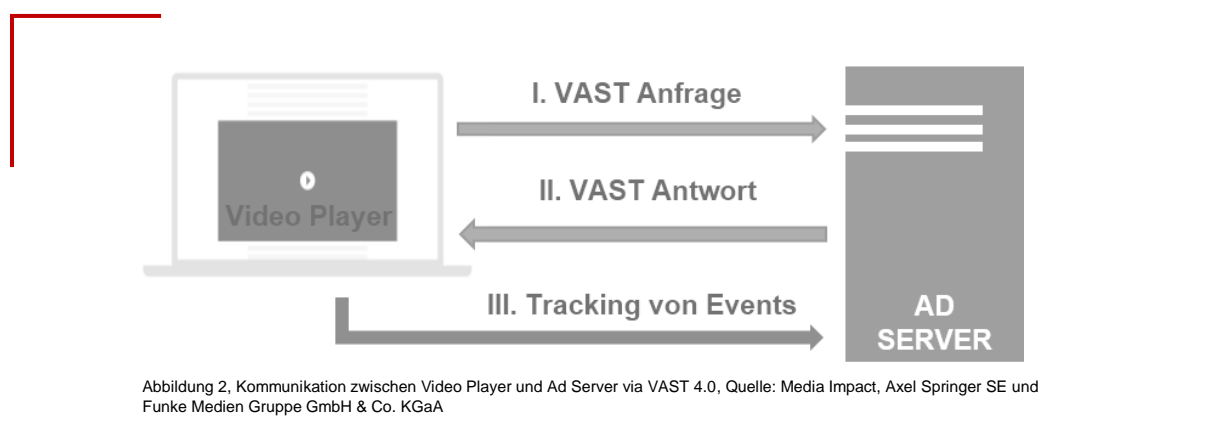 I. VAST Anfrage
II. VAST Antwort
Video Player
III. Tracking von Events
AD
SERVER
Abbildung 2, Kommunikation zwischen Video Player und Ad Server via VAST 4.0, Quelle: Media Impact, Axel Springer SE und
Funke Medien Gruppe GmbH & Co. KGaA